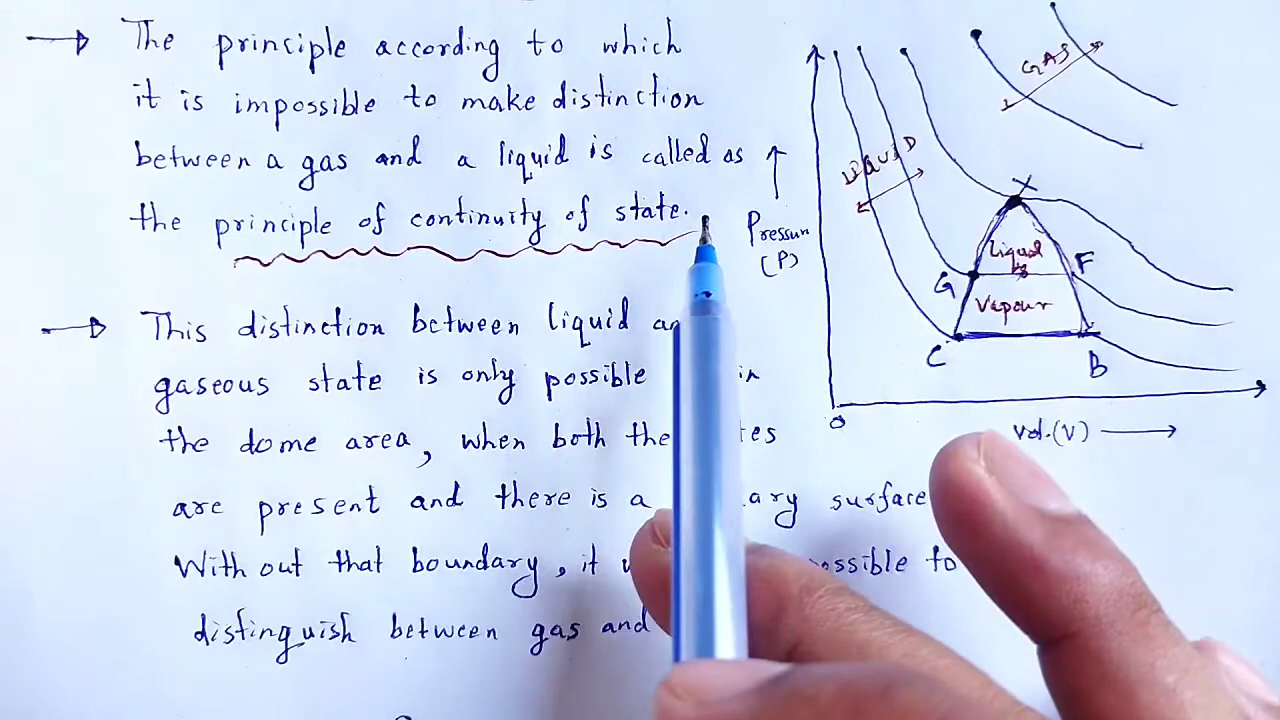 The principle according to which
it is impossible to make distinction
between a gas and a liquid is called as
the principle of continuity of state.
This distinction between liquid
gaseous state is only possible
the dome area, when both the
are present and there is a surface
With out that boundary, it possible to
distinguish between gas and
GAS
LIQUID
X
Pressure
(P)
Liquid
G F
Vapour
C B
O
Vol.(V)